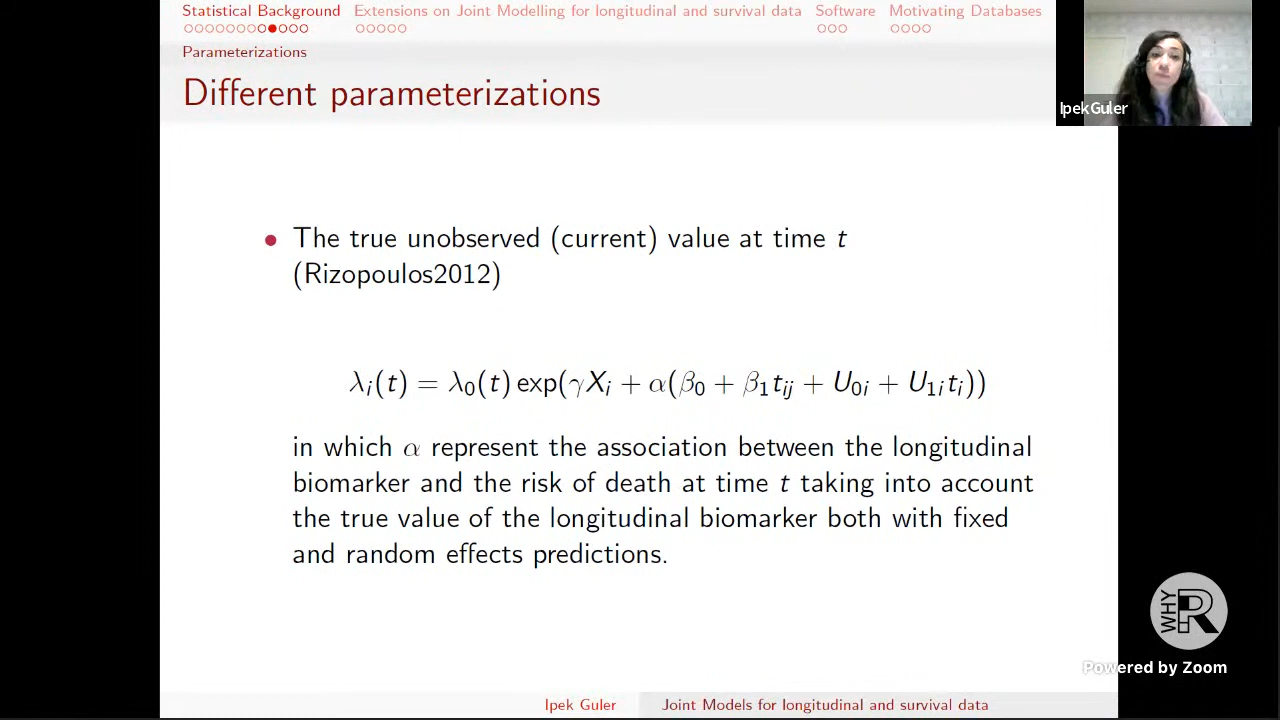 Statistical Background Extensions on Joint Modelling for longitudinal and survival data Software Motivating Databases
Parameterizations
Different parameterizations
IpekGuler
• The true unobserved (current) value at time t
(Rizopoulos2012)
λᵢ(t) = λ₀(t) exp(γXᵢ + α(β₀ + β₁tᵢⱼ + U₀ᵢ + U₁ᵢtᵢ))
in which α represent the association between the longitudinal
biomarker and the risk of death at time t taking into account
the true value of the longitudinal biomarker both with fixed
and random effects predictions.
WHY R
Powered by Zoom
Ipek Guler Joint Models for longitudinal and survival data